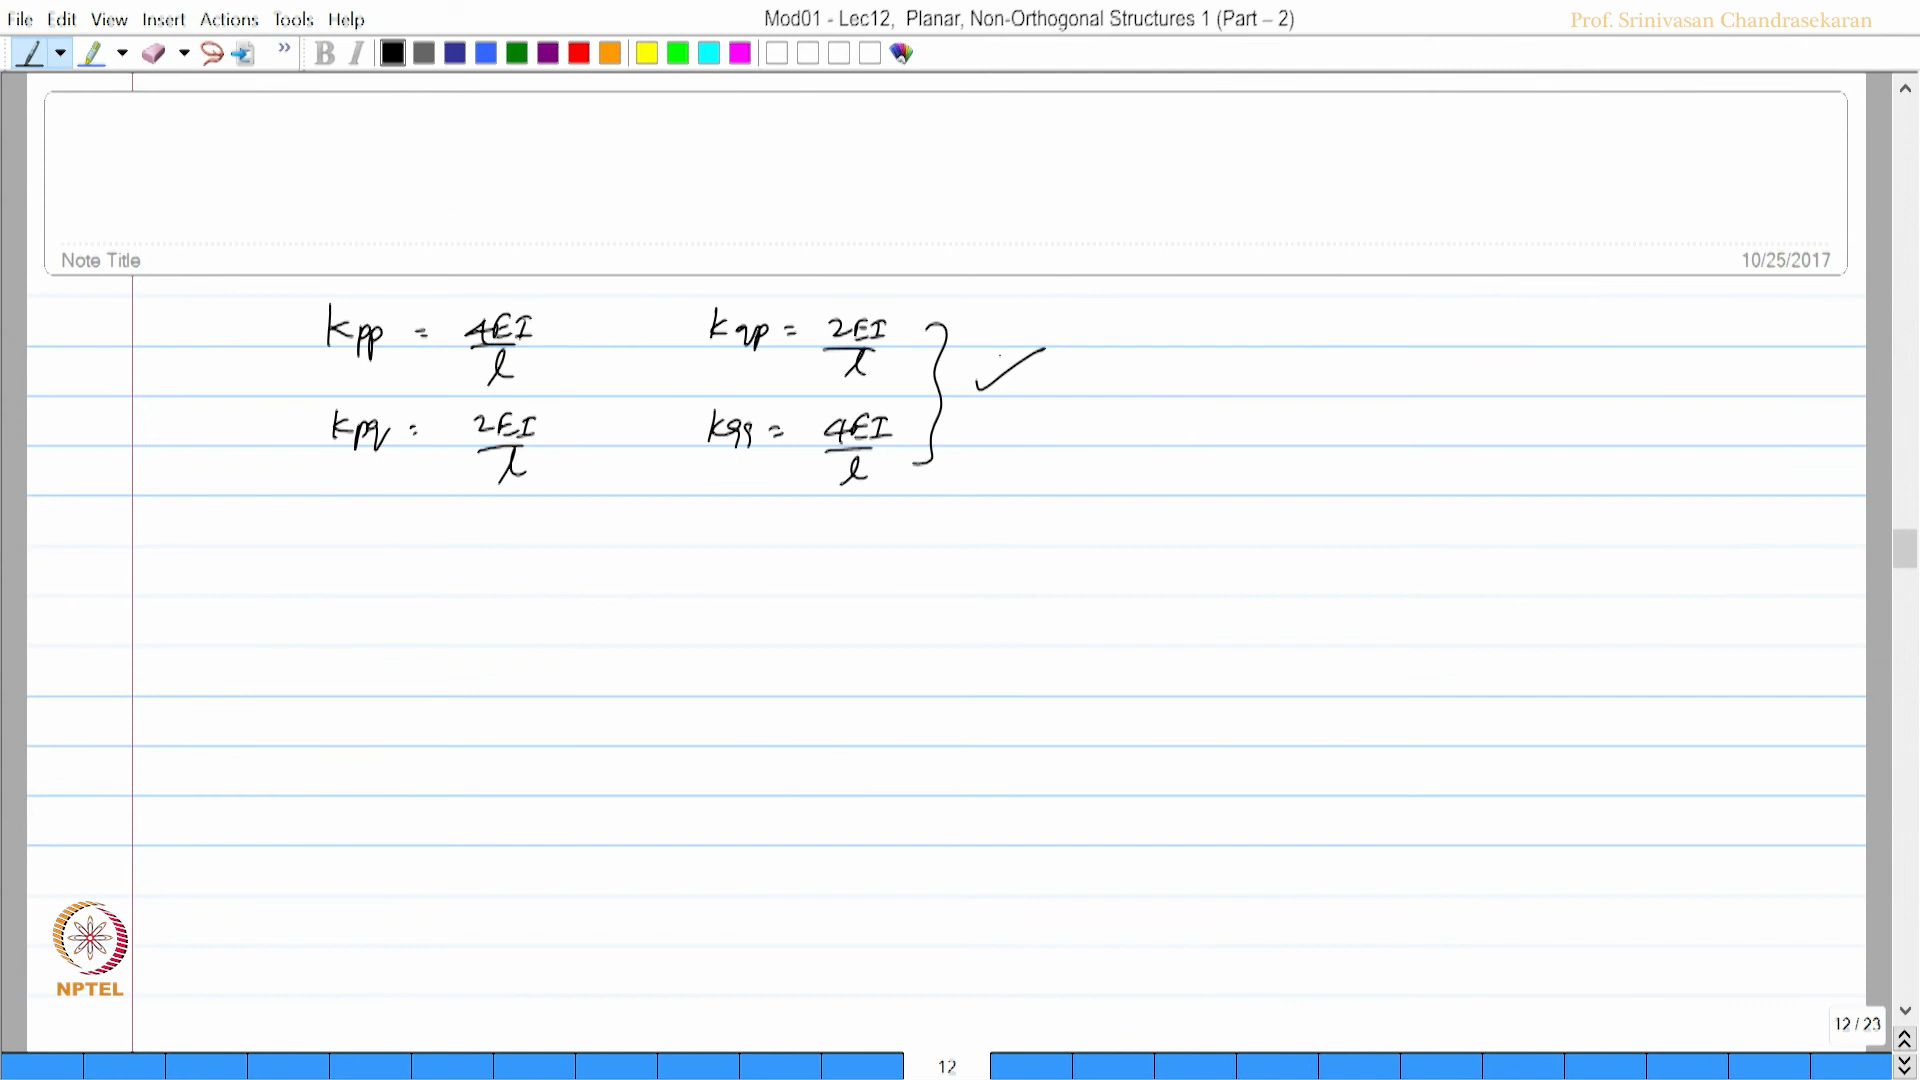 File Edit View Insert Actions Tools Help
Mod01 - Lec12, Planar, Non-Orthogonal Structures 1 (Part – 2)
Prof. Srinivasan Chandrasekaran
B I
Note Title
10/25/2017
Kpp = 4EI/l Kqp = 2EI/l
Kpq = 2EI/l Kqq = 4EI/l
NPTEL
12 / 23
12